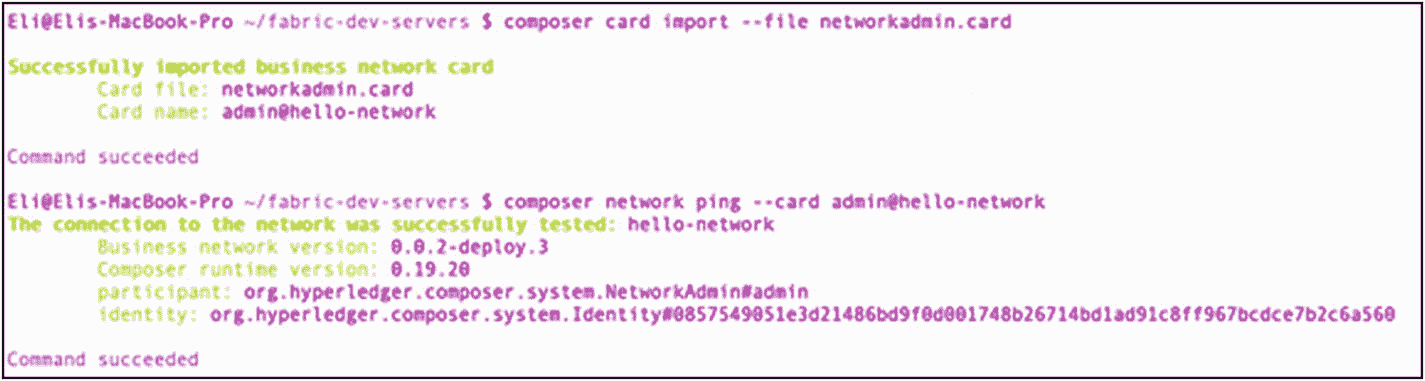 Eli@Elis-MacBook-Pro ~/fabric-dev-servers $ composer card import --file networkadmin.card
Successfully imported business network card
Card file: networkadmin.card
Card name: admin@hello-network
Command succeeded
Eli@Elis-MacBook-Pro ~/fabric-dev-servers $ composer network ping --card admin@hello-network
The connection to the network was successfully tested: hello-network
Business network version: 0.0.2-deploy.3
Composer runtime version: 0.19.20
participant: org.hyperledger.composer.system.NetworkAdmin#admin
identity: org.hyperledger.composer.system.Identity#0857549051e3d21486bd9f0d001748b26714bd1ad91c8ff967bcdce7b2c6a560
Command succeeded